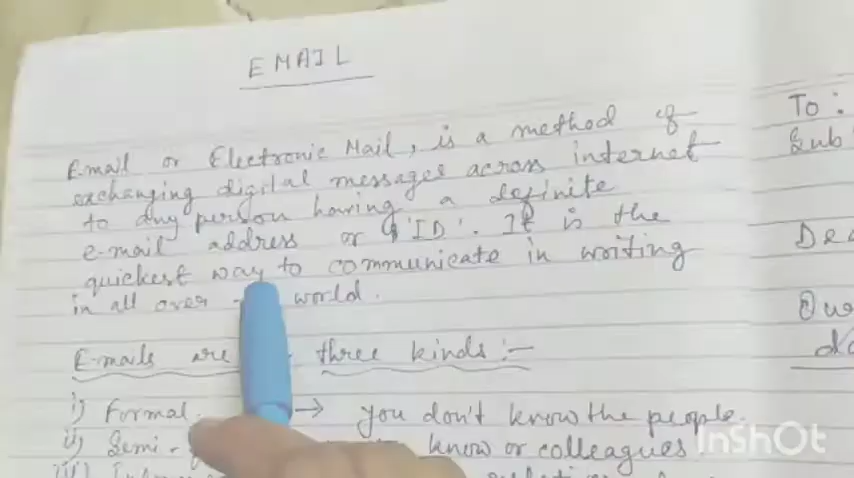 EMAIL
E-mail or Electronic Mail, is a method of
exchanging digital messages across internet
to any person having a definite
e-mail address or 'ID'. It is the
quickest way to communicate in writing
in all over world.
E-mails are three kinds :-
i) Formal. → you don't know the people.
ii) Semi- know or colleagues
iii)
To :
Sub
InShOt